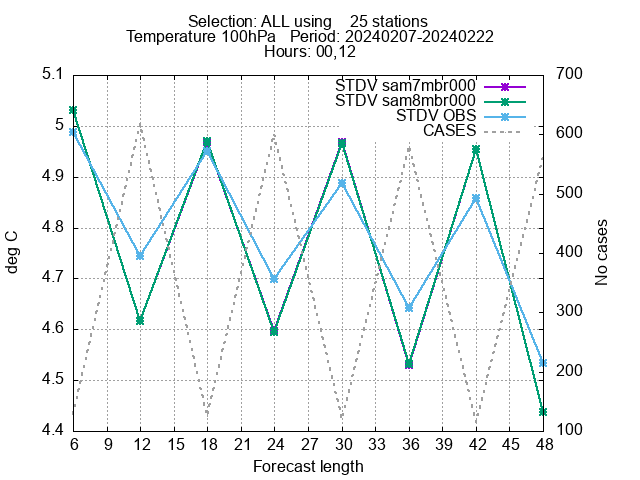 Selection: ALL using    25 stations
Temperature 100hPa   Period: 20240207-20240222
Hours: 00,12
5.1
5
4.9
4.8
4.7
4.6
4.5
4.4
deg C
STDV sam7mbr000
STDV sam8mbr000
STDV OBS
CASES
700
600
500
400
300
200
100
No cases
6 9 12 15 18 21 24 27 30 33 36 39 42 45 48
Forecast length